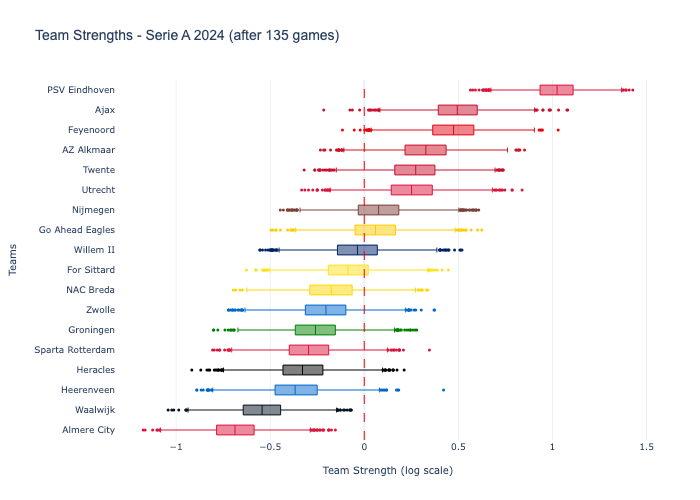 Team Strengths - Serie A 2024 (after 135 games)
PSV Eindhoven
Ajax
Feyenoord
AZ Alkmaar
Twente
Utrecht
Nijmegen
Go Ahead Eagles
Willem II
For Sittard
NAC Breda
Zwolle
Groningen
Sparta Rotterdam
Heracles
Heerenveen
Waalwijk
Almere City
Teams
−1 −0.5 0 0.5 1 1.5
Team Strength (log scale)